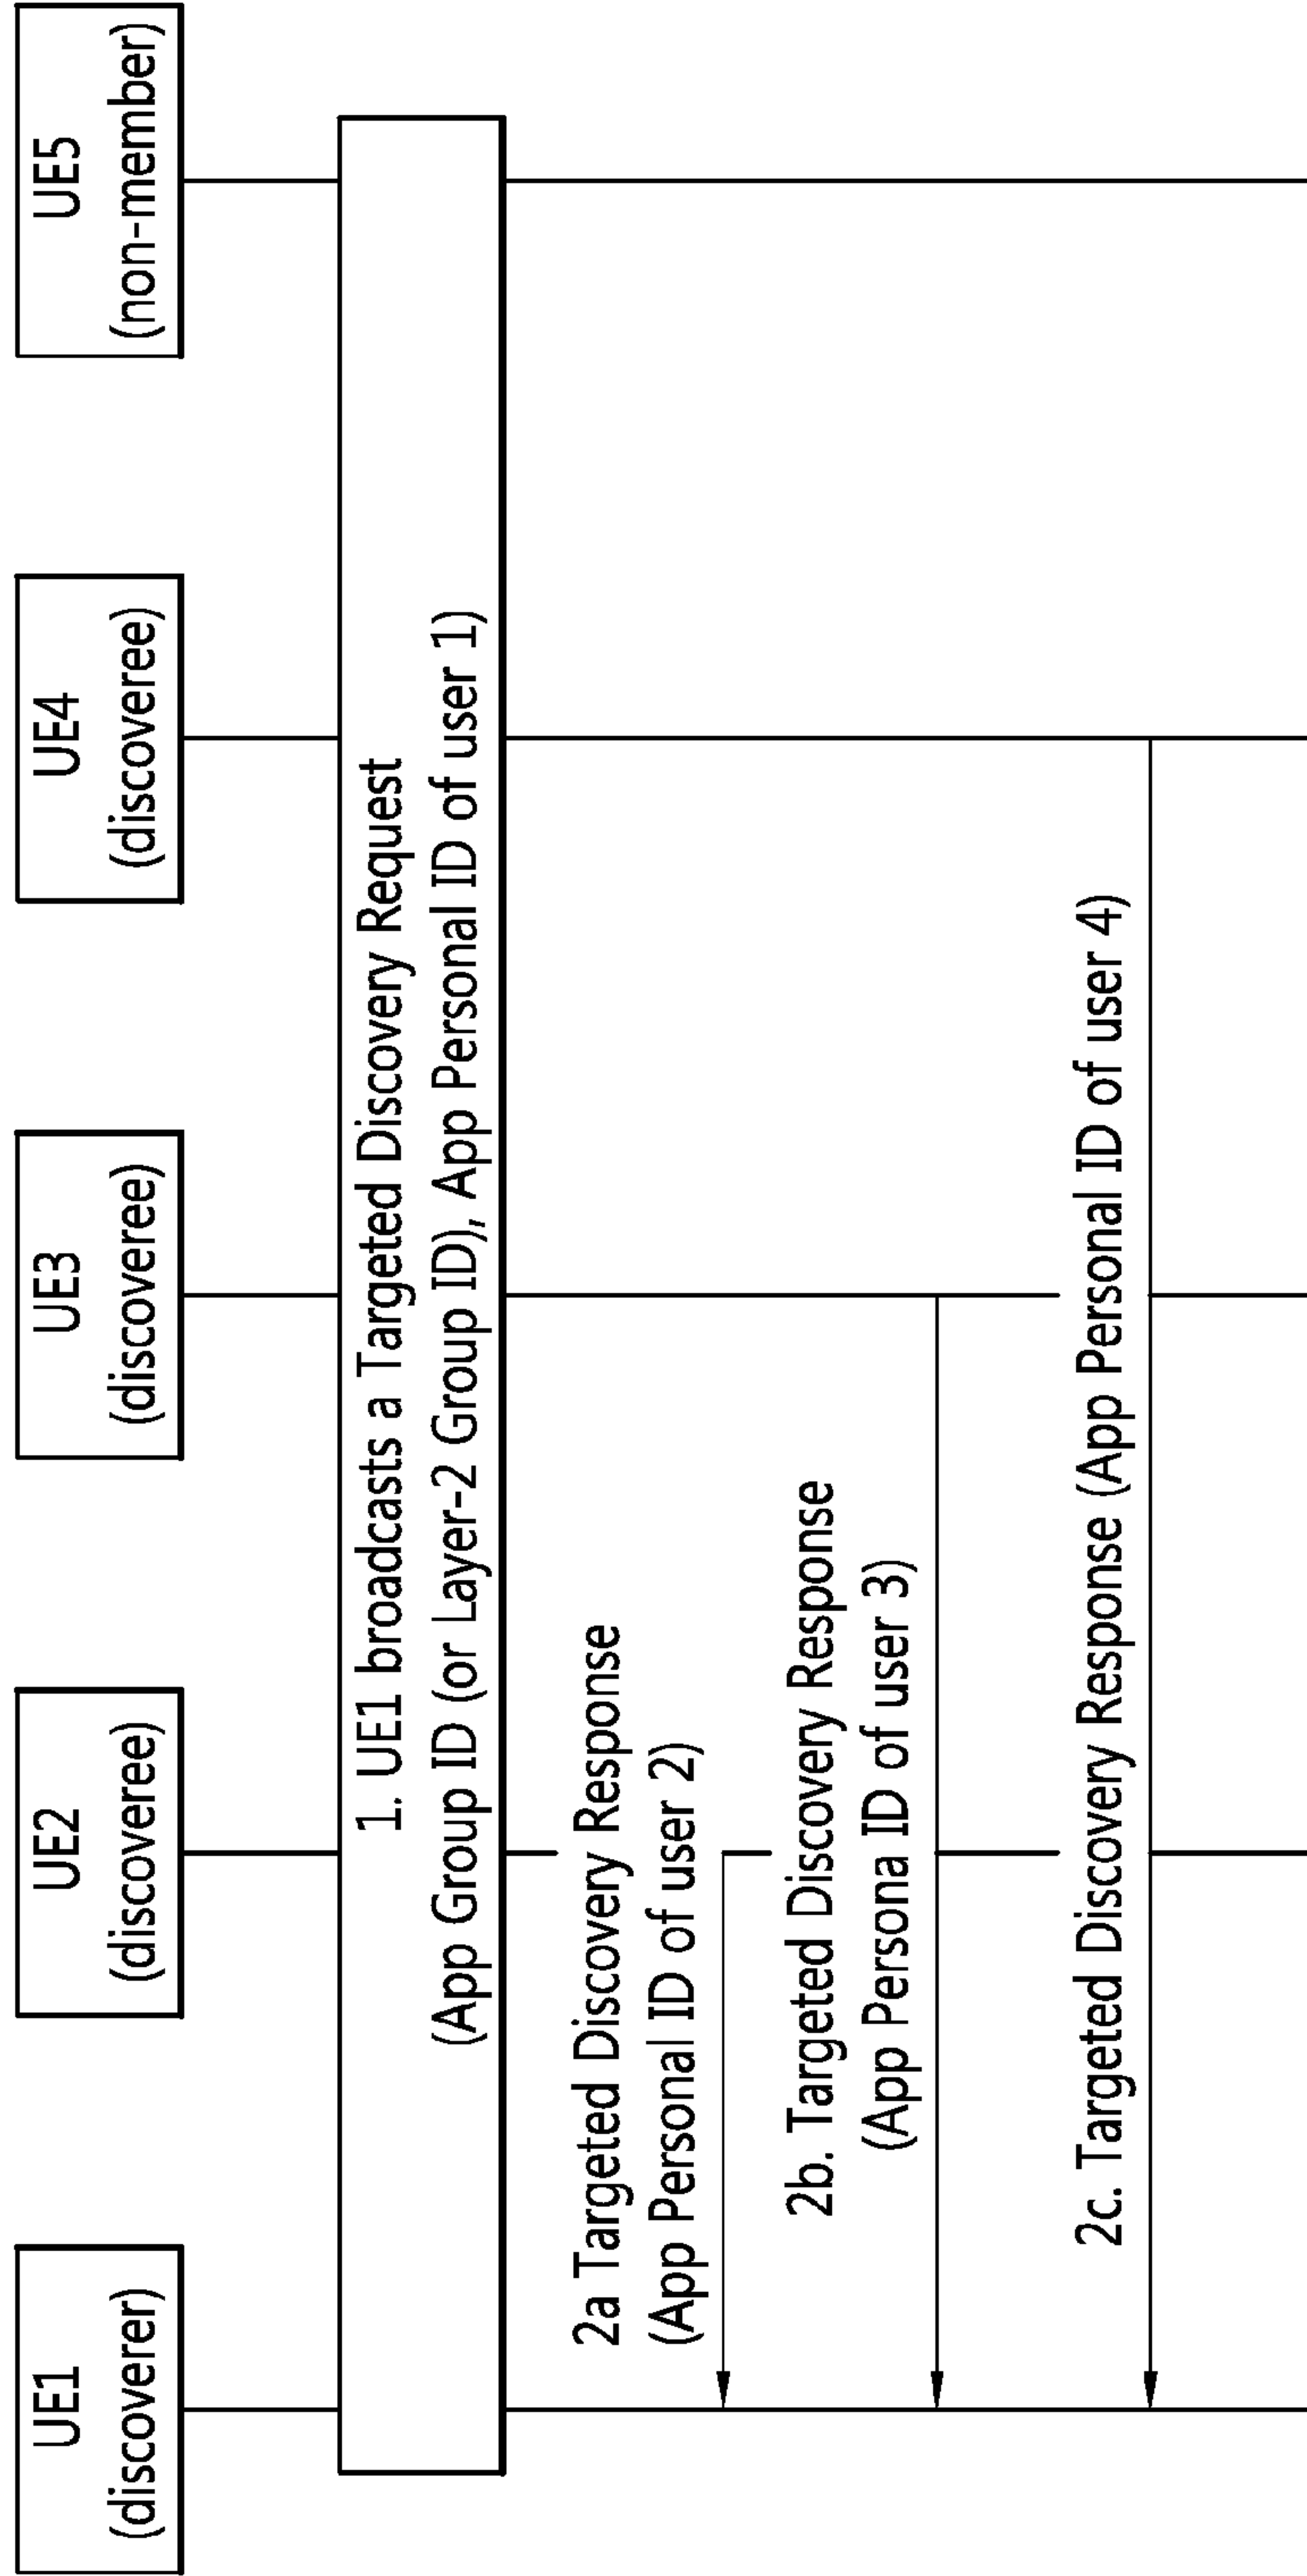 UE1
(discoverer)
UE2
(discoveree)
UE3
(discoveree)
UE4
(discoveree)
UE5
(non-member)
1. UE1 broadcasts a Targeted Discovery Request
(App Group ID (or Layer-2 Group ID), App Personal ID of user 1)
2a Targeted Discovery Response
(App Personal ID of user 2)
2b. Targeted Discovery Response
(App Persona ID of user 3)
2c. Targeted Discovery Response (App Personal ID of user 4)